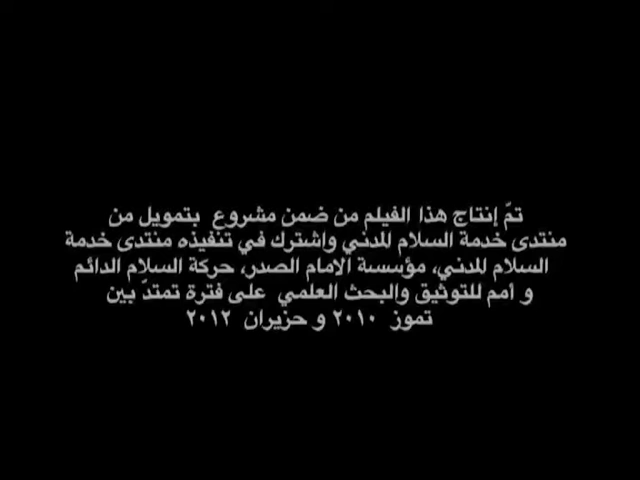 تمّ إنتاج هذا الفيلم من ضمن مشروع بتمويل من
منتدى خدمة السلام المدني واشترك في تنفيذه منتدى خدمة
السلام المدني، مؤسسة الامام الصدر، حركة السلام الدائم
و أمم للتوثيق والبحث العلمي على فترة تمتدّ بين
تموز ٢٠١٠ و حزيران ٢٠١٢